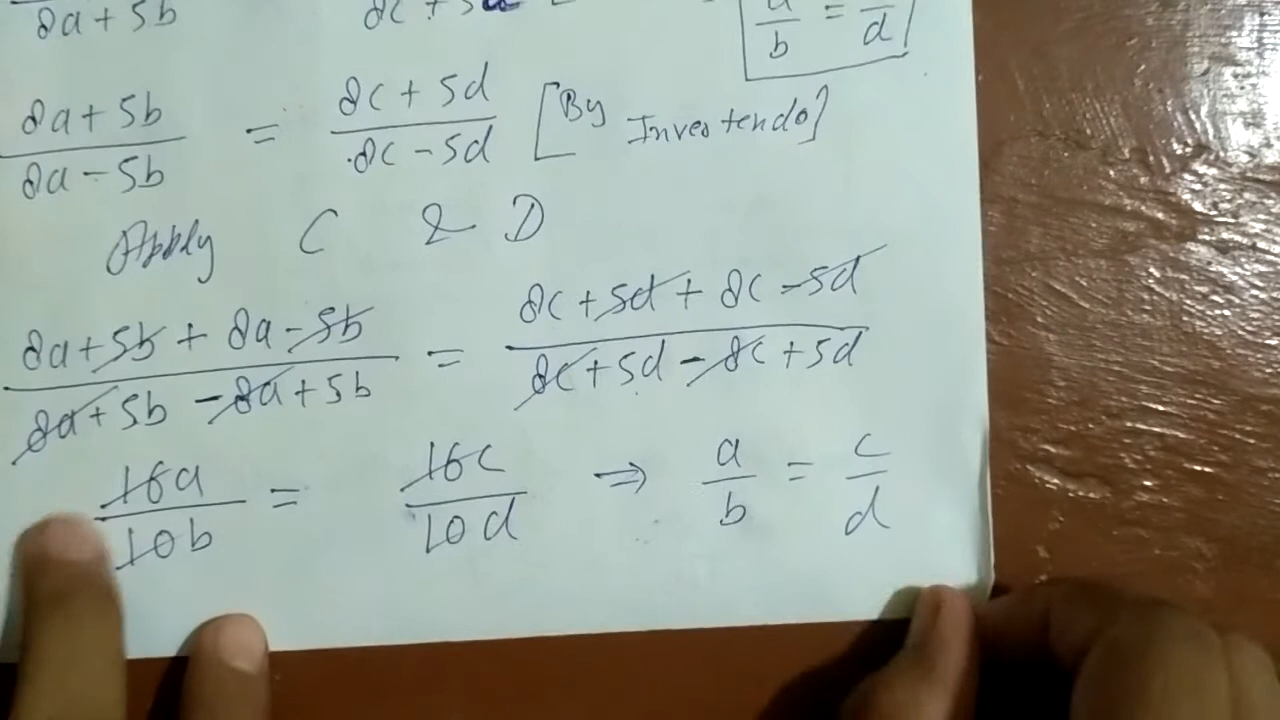 8a+5b 8c+5d a/b = /d
(8a+5b)/(8a-5b) = (8c+5d)/(8c-5d) [By Invertendo]
Apply C & D
(8a+5b+8a-5b)/(8a+5b-8a+5b) = (8c+5d+8c-5d)/(8c+5d-8c+5d)
16a/10b = 16c/10d ⇒ a/b = c/d